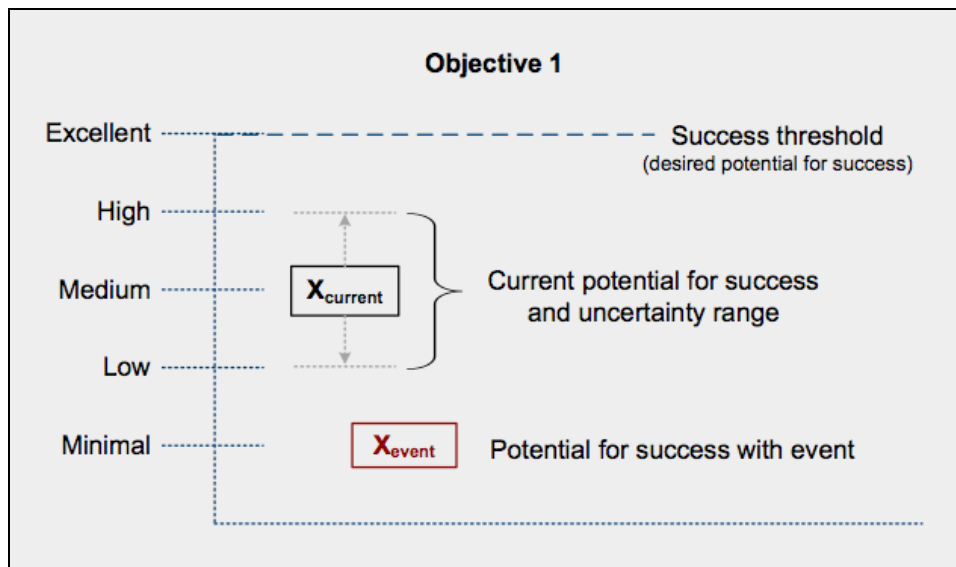 Objective 1
Excellent
Success threshold
(desired potential for success)
High
Medium
Xcurrent
Current potential for success
and uncertainty range
Low
Minimal
Xevent
Potential for success with event